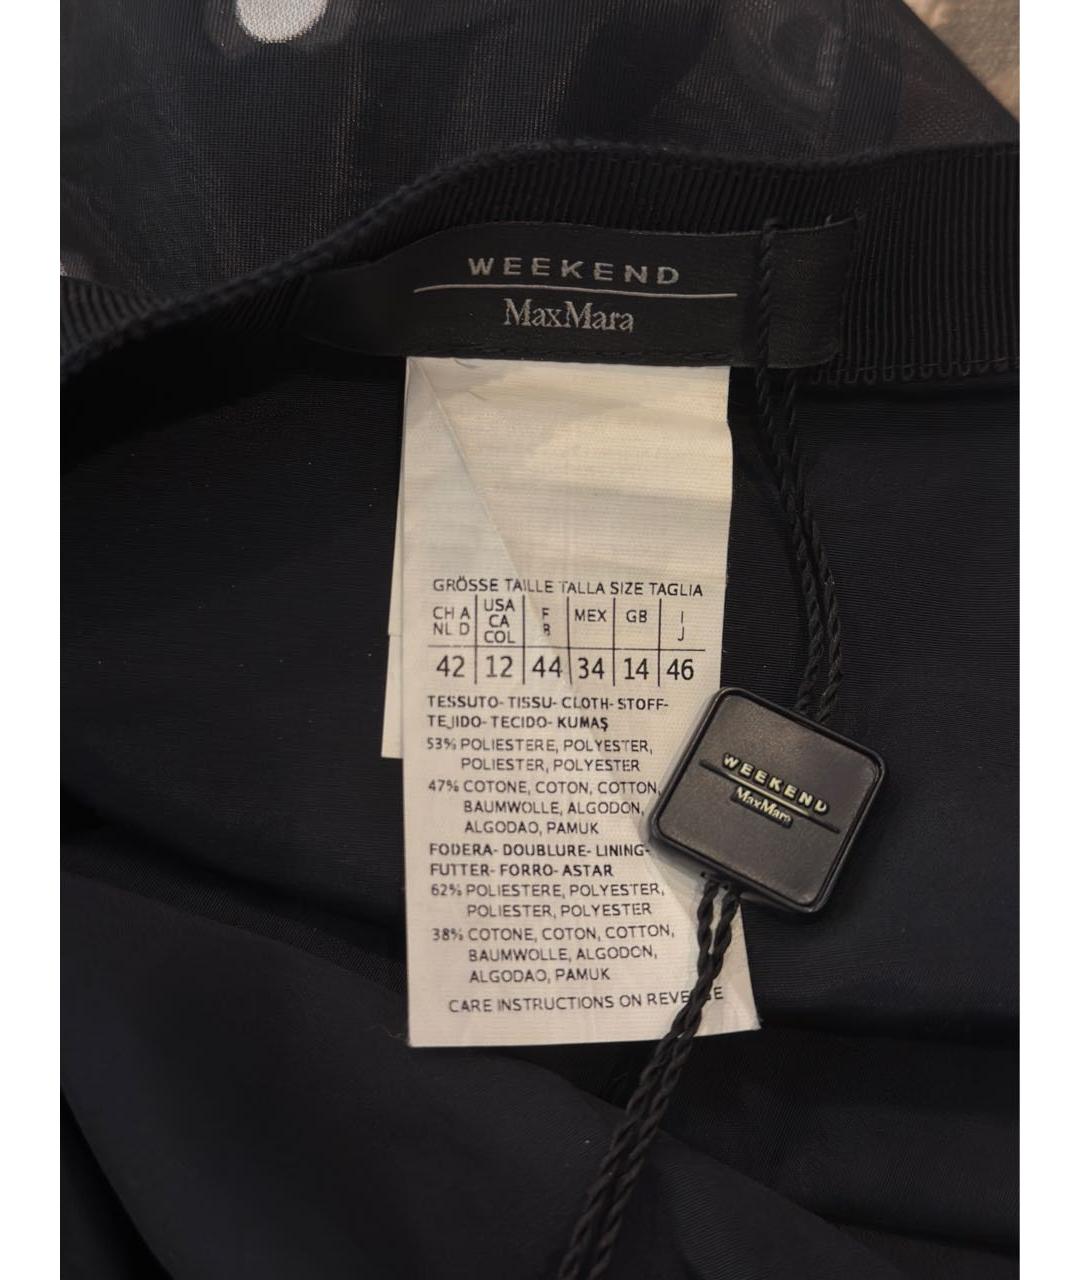 WEEKEND
MaxMara
GRÖSSE TAILLE TALLA SIZE TAGLIA
CH A NL D | USA CA COL | F B | MEX | GB | I J
42 | 12 | 44 | 34 | 14 | 46
TESSUTO- TISSU- CLOTH- STOFF-
TEJIDO- TECIDO- KUMAŞ
53% POLIESTERE, POLYESTER,
POLIESTER, POLYESTER
47% COTONE, COTON, COTTON,
BAUMWOLLE, ALGODON,
ALGODAO, PAMUK
FODERA- DOUBLURE- LINING-
FUTTER- FORRO- ASTAR
62% POLIESTERE, POLYESTER,
POLIESTER, POLYESTER
38% COTONE, COTON, COTTON,
BAUMWOLLE, ALGODON,
ALGODAO, PAMUK
CARE INSTRUCTIONS ON REVERSE
WEEKEND
MaxMara